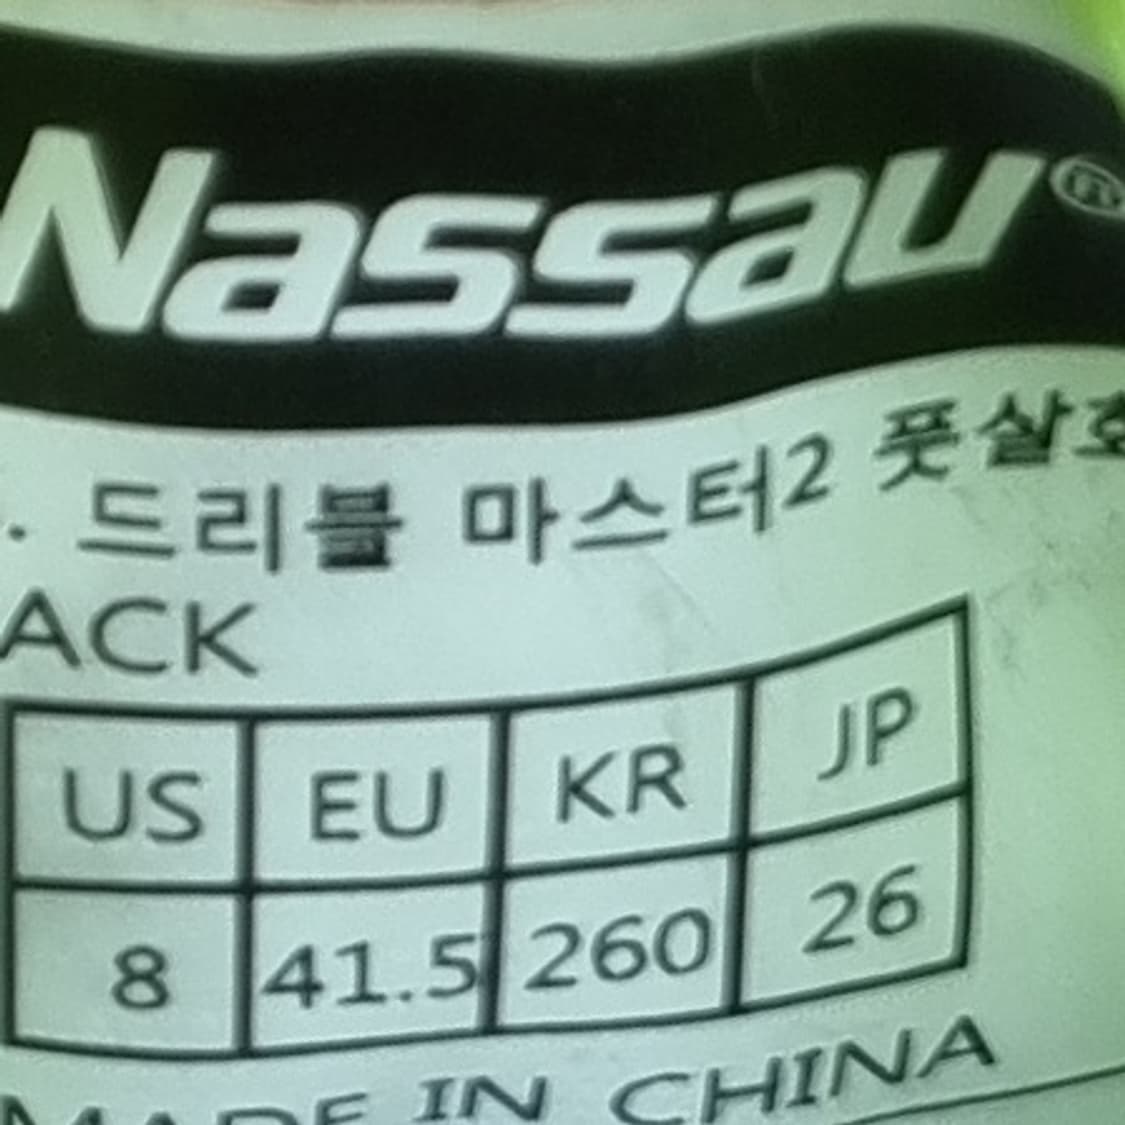 Nassau®
. 드리블 마스터2 풋살화
ACK
US EU KR JP
8 41.5 260 26
MADE IN CHINA